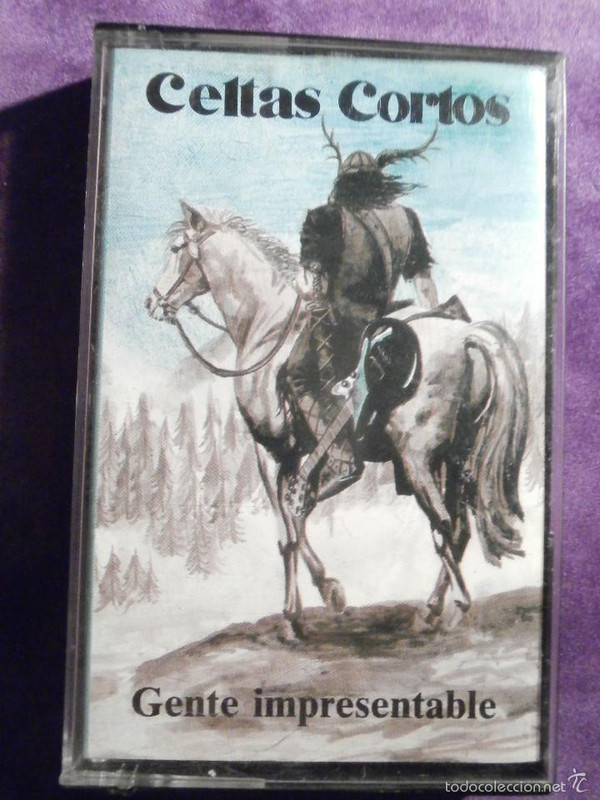 Celtas Cortos
Gente impresentable
todocoleccion.net